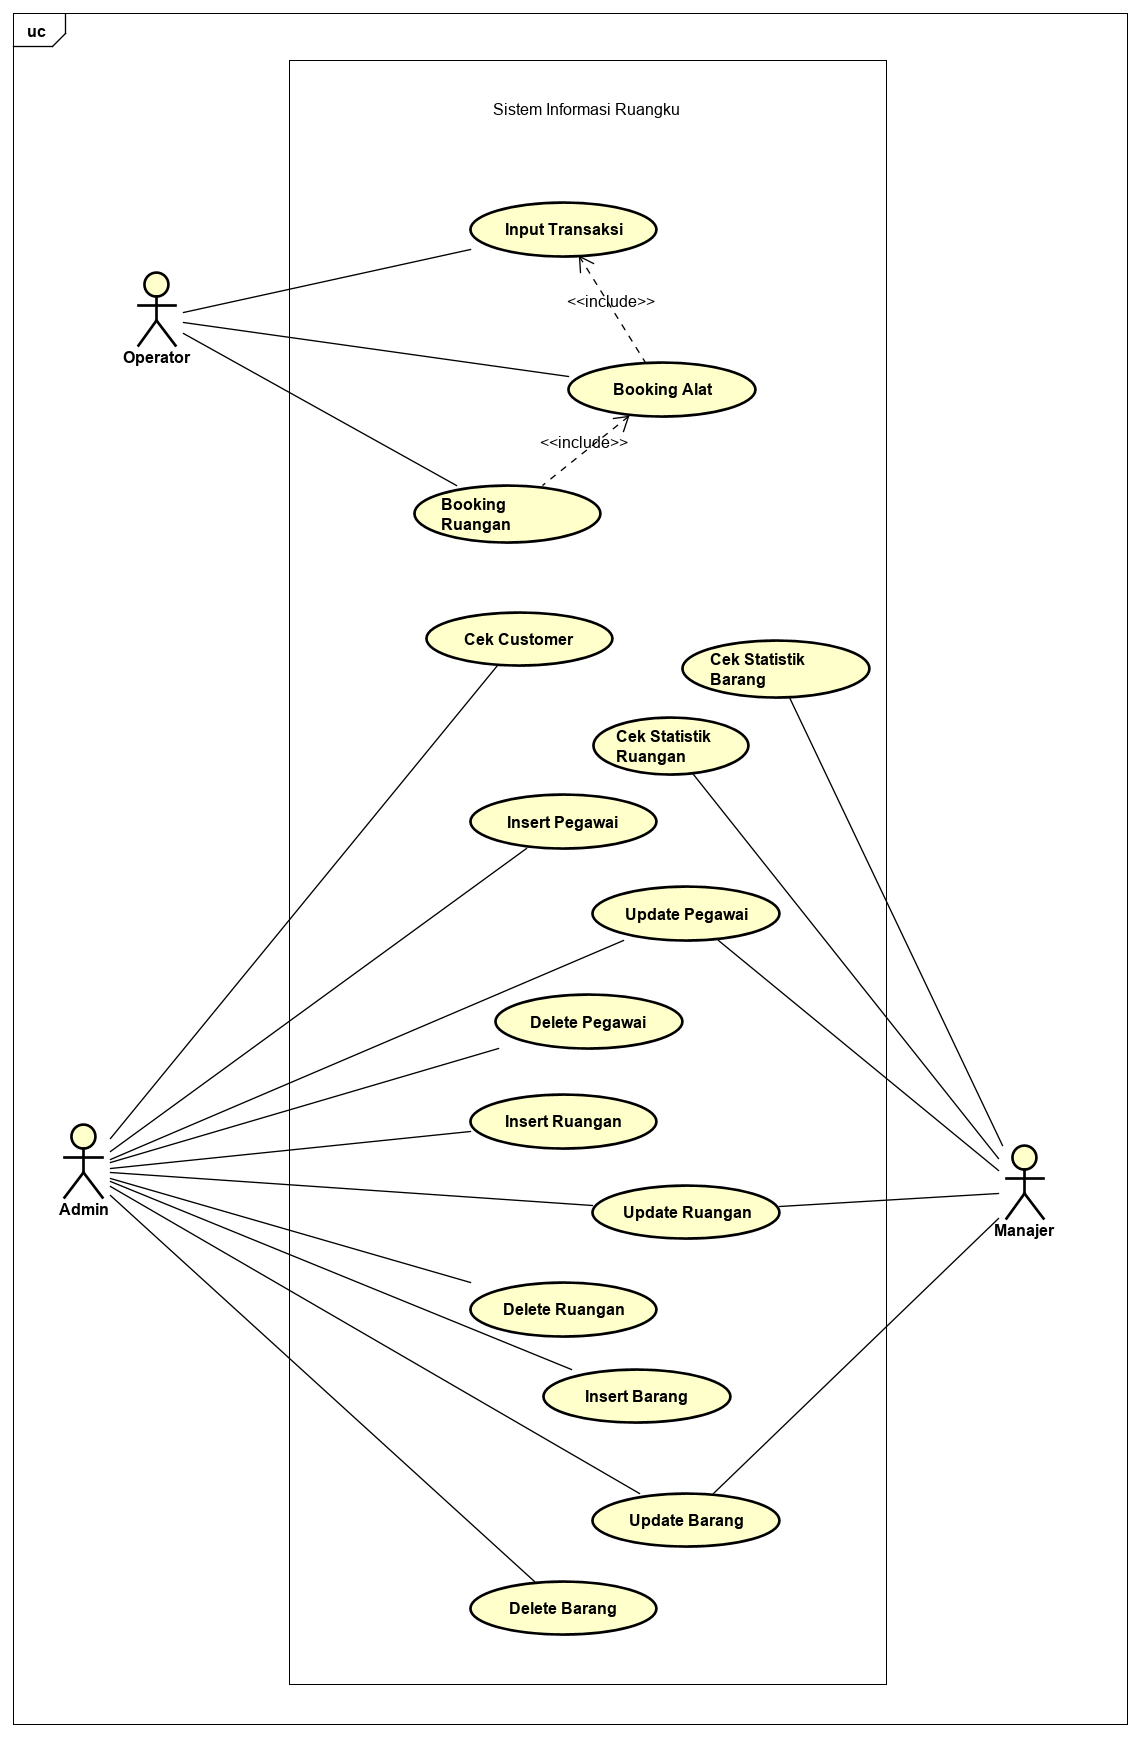 uc
Sistem Informasi Ruangku
Input Transaksi
<<include>>
Operator
Booking Alat
<<include>>
Booking
Ruangan
Cek Customer
Cek Statistik
Barang
Cek Statistik
Ruangan
Insert Pegawai
Update Pegawai
Delete Pegawai
Insert Ruangan
Admin
Update Ruangan
Manajer
Delete Ruangan
Insert Barang
Update Barang
Delete Barang